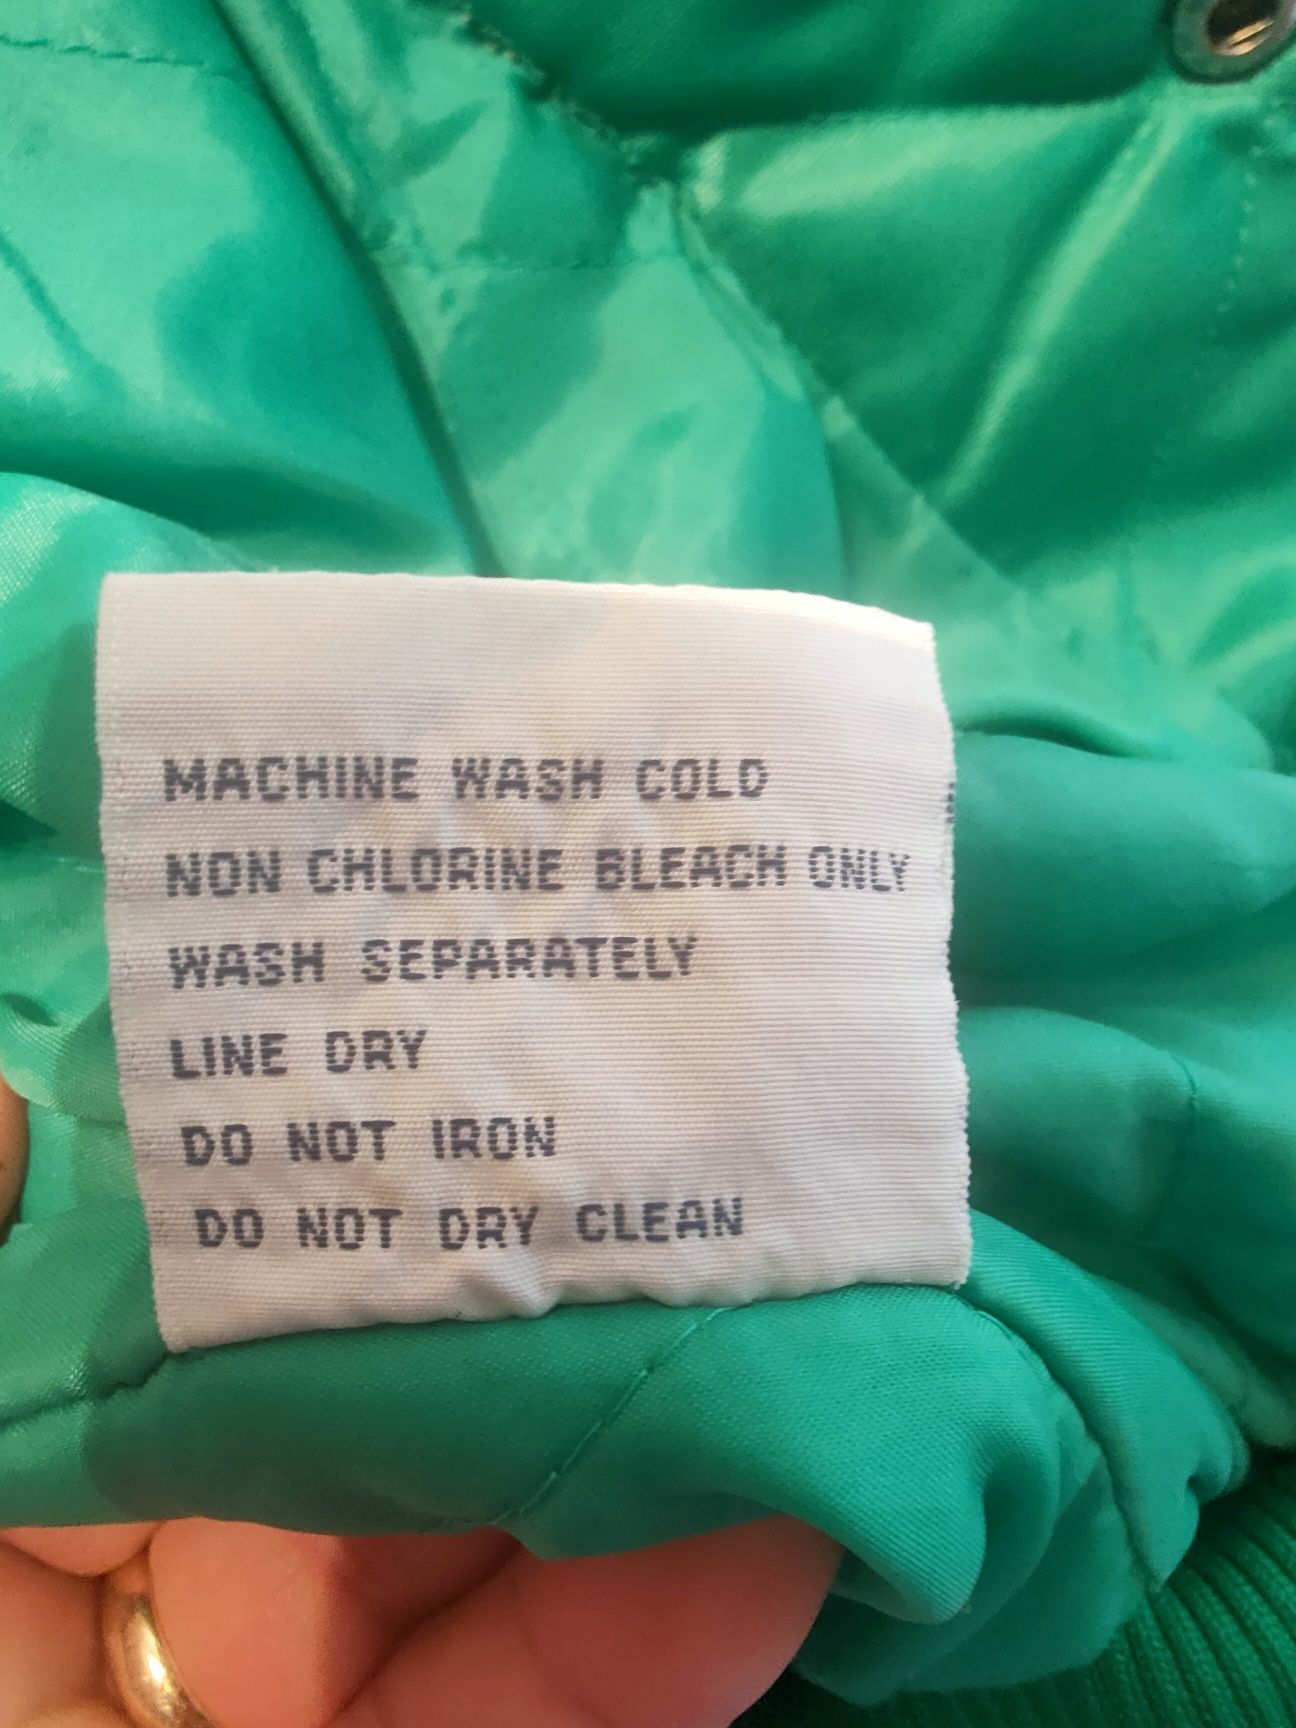 MACHINE WASH COLD
NON CHLORINE BLEACH ONLY
WASH SEPARATELY
LINE DRY
DO NOT IRON
DO NOT DRY CLEAN